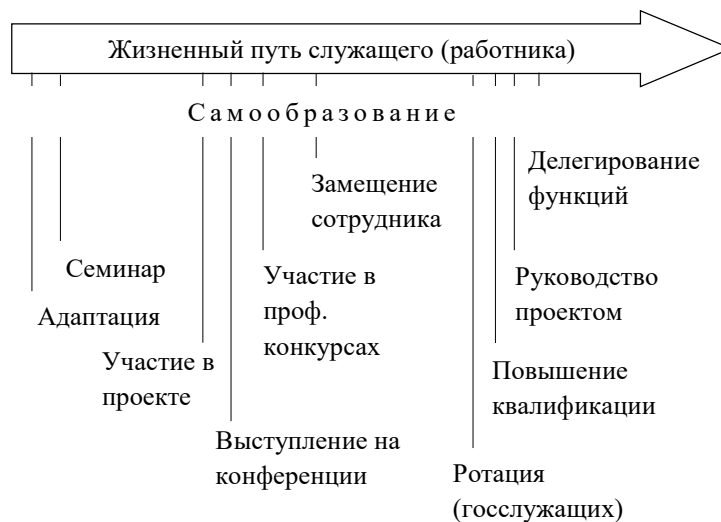 Жизненный путь служащего (работника)
Самообразование
Делегирование
функций
Замещение
сотрудника
Семинар
Участие в
проф.
конкурсах
Руководство
проектом
Адаптация
Участие в
проекте
Повышение
квалификации
Выступление на
конференции
Ротация
(госслужащих)